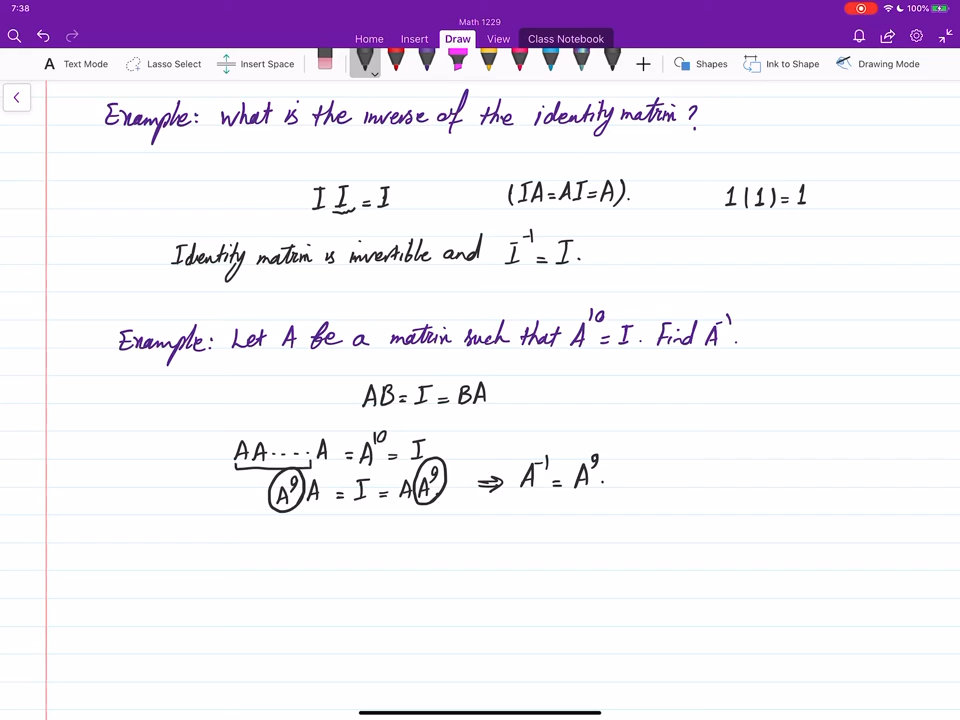 7:38
100%
Math 1229
Home Insert Draw View Class Notebook
A Text Mode Lasso Select Insert Space Shapes Ink to Shape Drawing Mode
Example: What is the inverse of the identity matrix?
I I = I (IA = AI = A). 1(1) = 1
Identity matrix is invertible and I⁻¹ = I.
Example: Let A be a matrix such that A¹⁰ = I. Find A⁻¹.
AB = I = BA
AA....A = A¹⁰ = I
A⁹A = I = AA⁹ ⇒ A⁻¹ = A⁹.